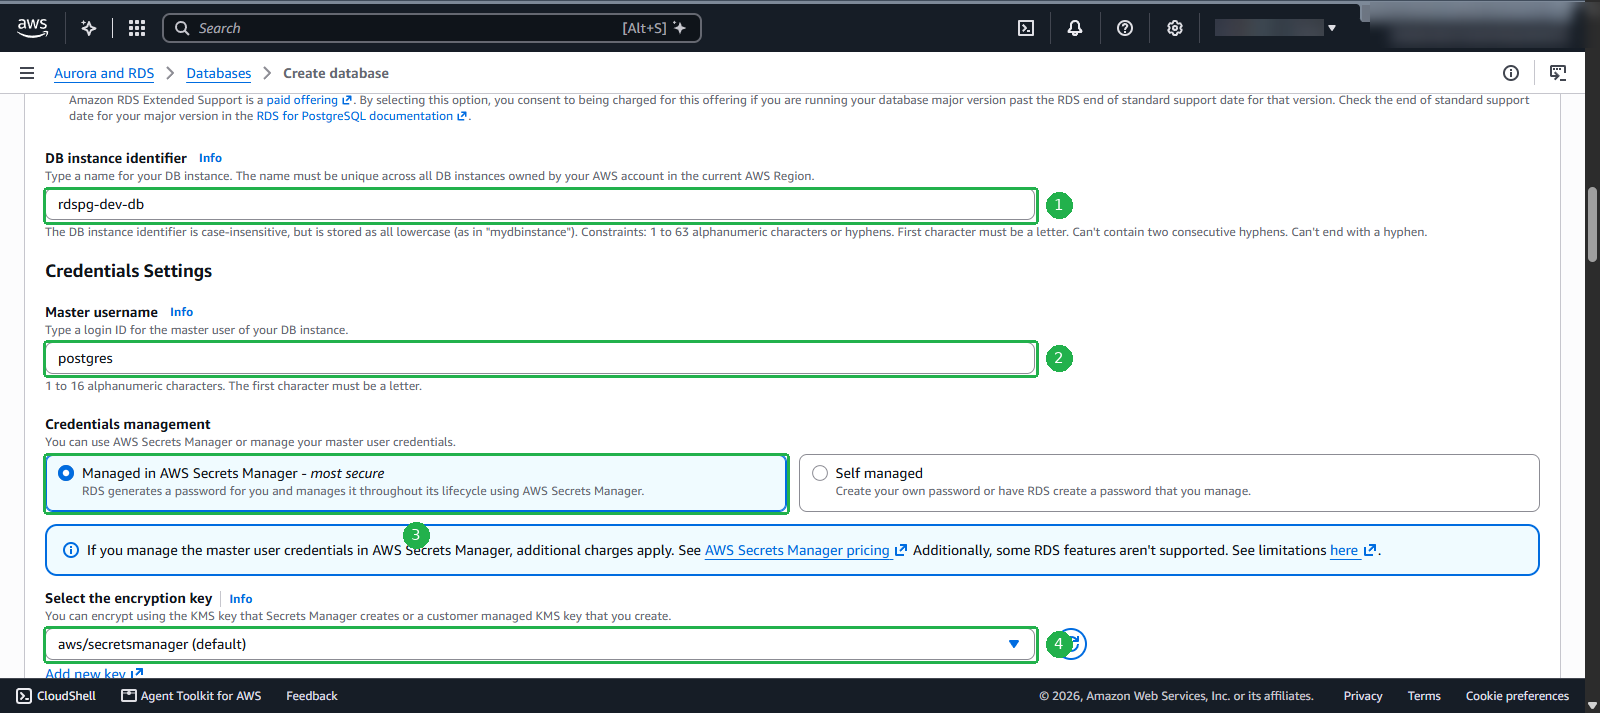 aws
Search
[Alt+S]
Aurora and RDS
Databases
Create database
Amazon RDS Extended Support is a paid offering. By selecting this option, you consent to being charged for this offering if you are running your database major version past the RDS end of standard support date for that version. Check the end of standard support
date for your major version in the RDS for PostgreSQL documentation.
DB instance identifier Info
Type a name for your DB instance. The name must be unique across all DB instances owned by your AWS account in the current AWS Region.
rdspg-dev-db
1
The DB instance identifier is case-insensitive, but is stored as all lowercase (as in "mydbinstance"). Constraints: 1 to 63 alphanumeric characters or hyphens. First character must be a letter. Can't contain two consecutive hyphens. Can't end with a hyphen.
Credentials Settings
Master username Info
Type a login ID for the master user of your DB instance.
postgres
2
1 to 16 alphanumeric characters. The first character must be a letter.
Credentials management
You can use AWS Secrets Manager or manage your master user credentials.
Managed in AWS Secrets Manager - most secure
RDS generates a password for you and manages it throughout its lifecycle using AWS Secrets Manager.
Self managed
Create your own password or have RDS create a password that you manage.
3
If you manage the master user credentials in AWS Secrets Manager, additional charges apply. See AWS Secrets Manager pricing Additionally, some RDS features aren't supported. See limitations here.
Select the encryption key Info
You can encrypt using the KMS key that Secrets Manager creates or a customer managed KMS key that you create.
aws/secretsmanager (default)
4
Add new key
CloudShell
Agent Toolkit for AWS
Feedback
© 2026, Amazon Web Services, Inc. or its affiliates.
Privacy
Terms
Cookie preferences